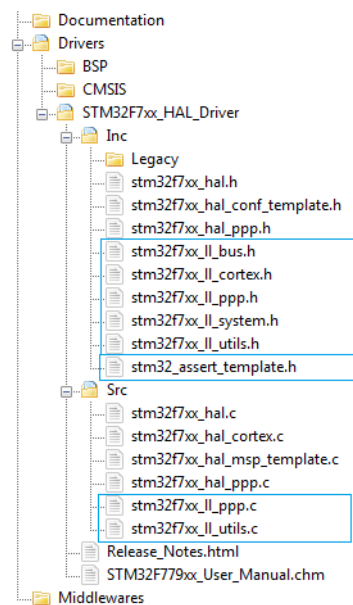 Documentation
Drivers
BSP
CMSIS
STM32F7xx_HAL_Driver
Inc
Legacy
stm32f7xx_hal.h
stm32f7xx_hal_conf_template.h
stm32f7xx_hal_ppp.h
stm32f7xx_ll_bus.h
stm32f7xx_ll_cortex.h
stm32f7xx_ll_ppp.h
stm32f7xx_ll_system.h
stm32f7xx_ll_utils.h
stm32_assert_template.h
Src
stm32f7xx_hal.c
stm32f7xx_hal_cortex.c
stm32f7xx_hal_msp_template.c
stm32f7xx_hal_ppp.c
stm32f7xx_ll_ppp.c
stm32f7xx_ll_utils.c
Release_Notes.html
STM32F779xx_User_Manual.chm
Middlewares